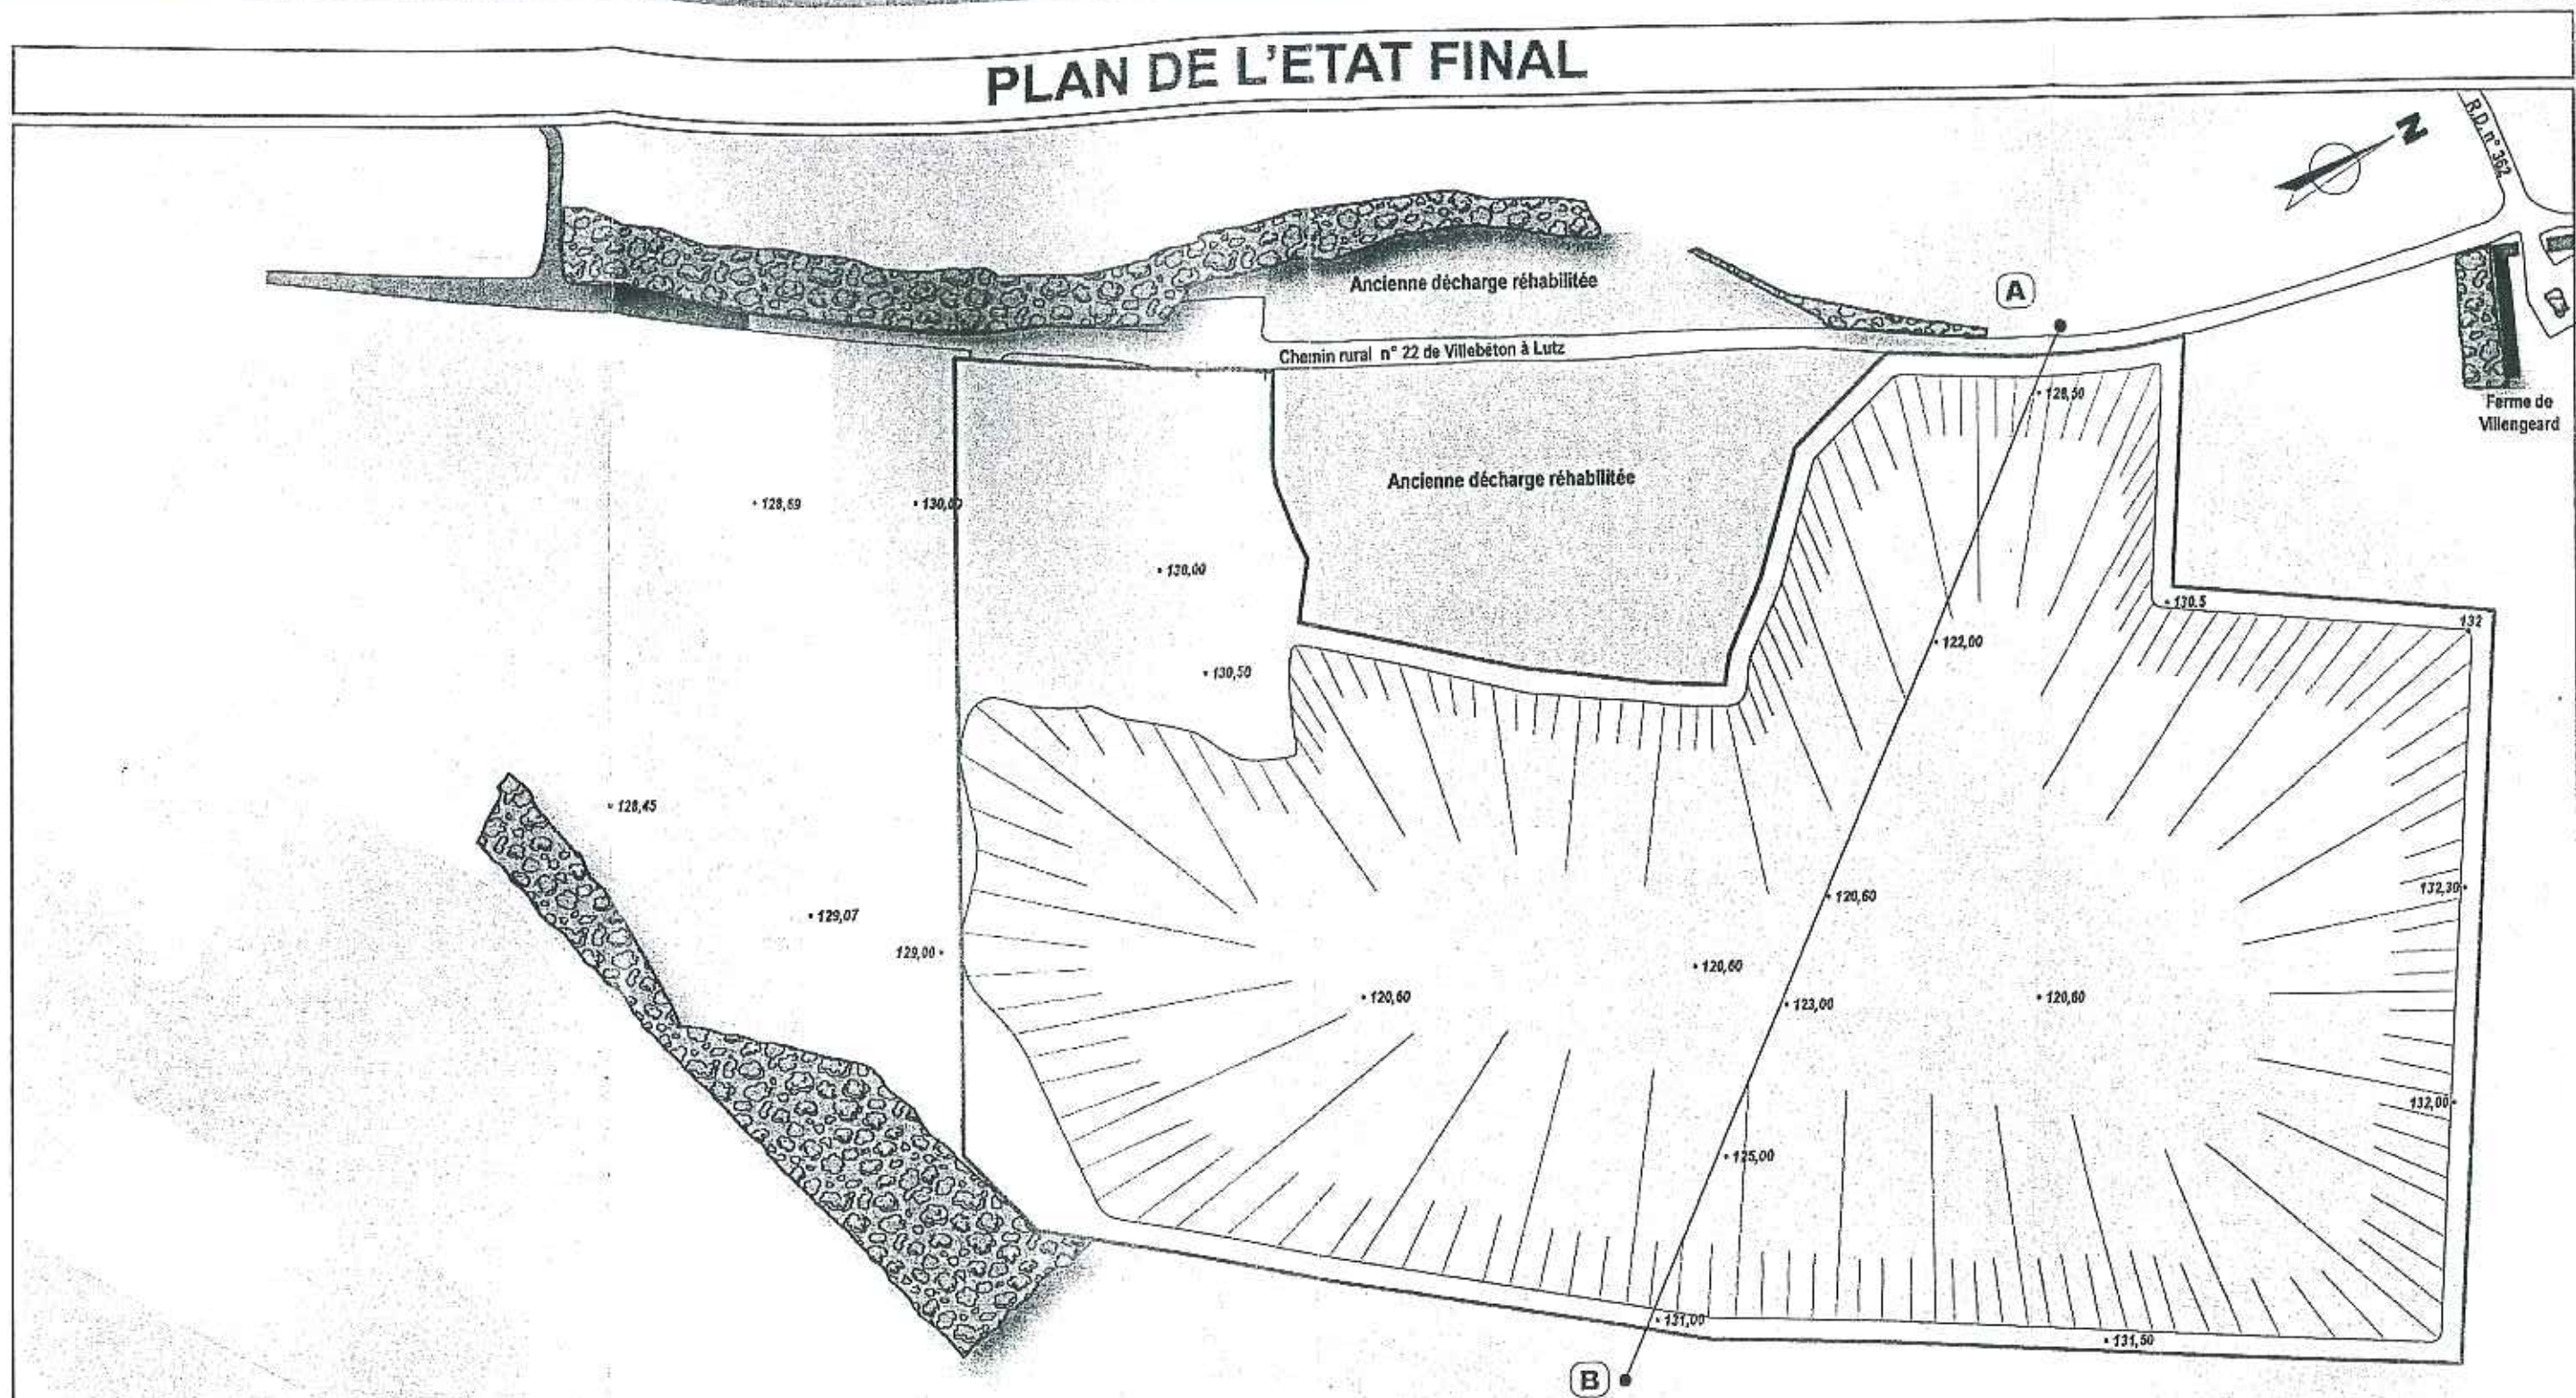 PLAN DE L'ETAT FINAL
R.D. n° 362
N
Ancienne décharge réhabilitée
A
Chemin rural n° 22 de Villebéton à Lutz
128,50
Ferme de
Villengeard
Ancienne décharge réhabilitée
128,69
130,00
130,00
130.5
132
122,00
130,50
128,45
132,30
120,60
129,07
129,00
120,60
120,60
123,00
120,60
132,00
125,00
131,00
131,50
B